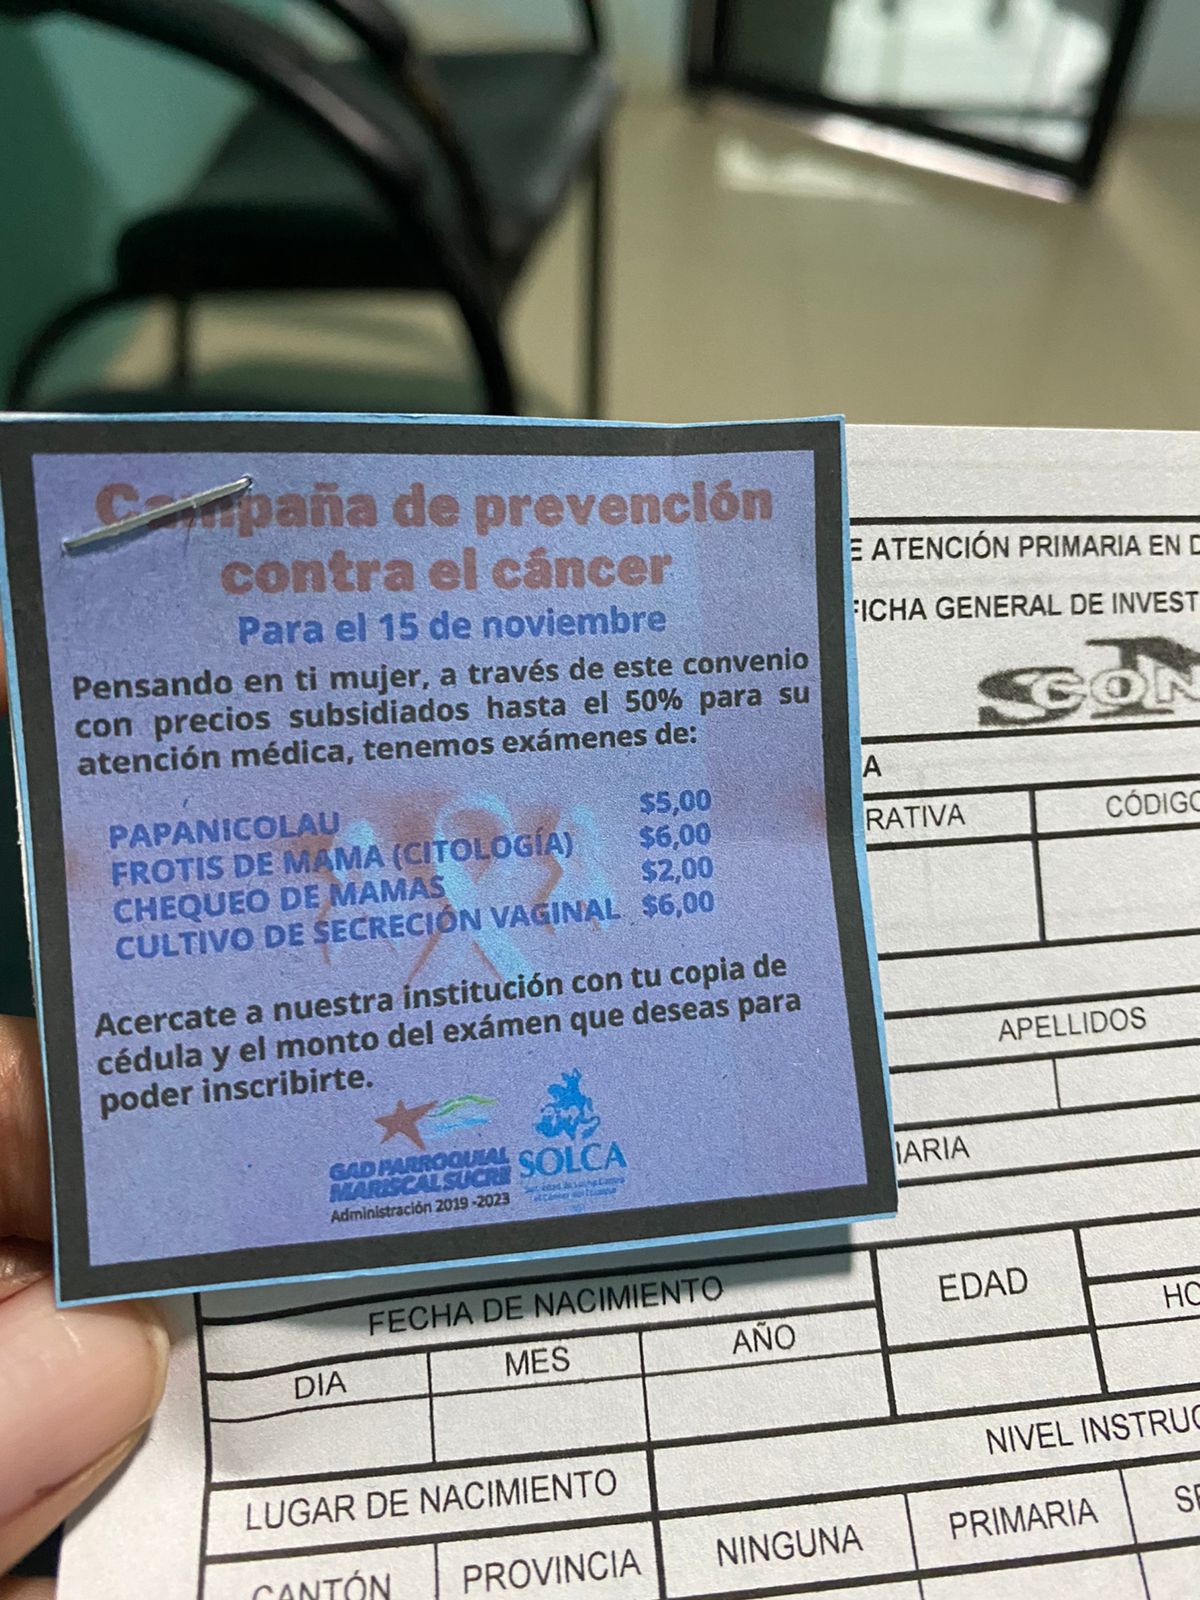 Campaña de prevención
contra el cáncer
Para el 15 de noviembre
Pensando en ti mujer, a través de este convenio
con precios subsidiados hasta el 50% para su
atención médica, tenemos exámenes de:
PAPANICOLAU $5,00
FROTIS DE MAMA (CITOLOGÍA) $6,00
CHEQUEO DE MAMAS $2,00
CULTIVO DE SECRECIÓN VAGINAL $6,00
Acercate a nuestra institución con tu copia de
cédula y el monto del exámen que deseas para
poder inscribirte.
GAD PARROQUIAL
MARISCAL SUCRE
Administración 2019 -2023
SOLCA
E ATENCIÓN PRIMARIA EN D
FICHA GENERAL DE INVEST
CON
A
RATIVA CÓDIGO
APELLIDOS
IARIA
FECHA DE NACIMIENTO EDAD
HO
DIA MES AÑO
NIVEL INSTRUC
LUGAR DE NACIMIENTO
NINGUNA PRIMARIA SE
CANTÓN PROVINCIA